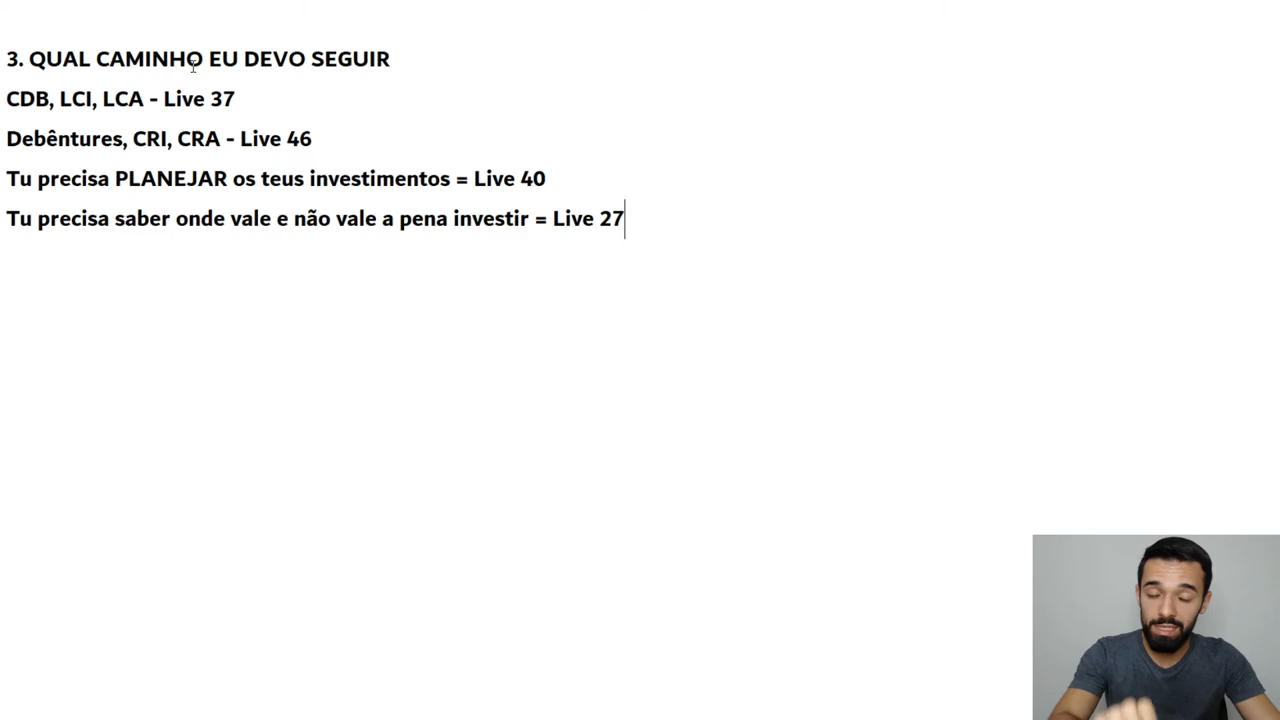 3. QUAL CAMINHO EU DEVO SEGUIR
CDB, LCI, LCA - Live 37
Debêntures, CRI, CRA - Live 46
Tu precisa PLANEJAR os teus investimentos = Live 40
Tu precisa saber onde vale e não vale a pena investir = Live 27